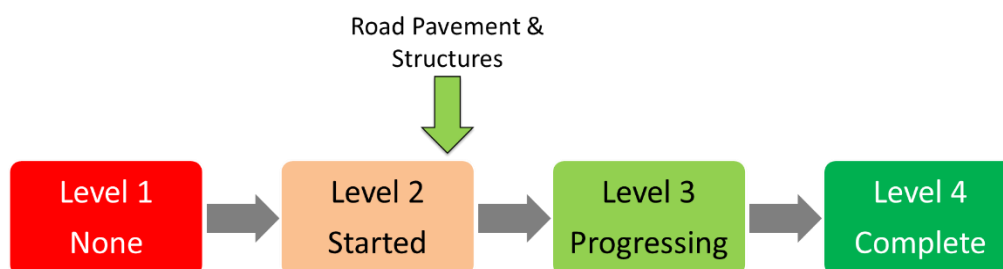 Road Pavement &
Structures
Level 1
None
Level 2
Started
Level 3
Progressing
Level 4
Complete